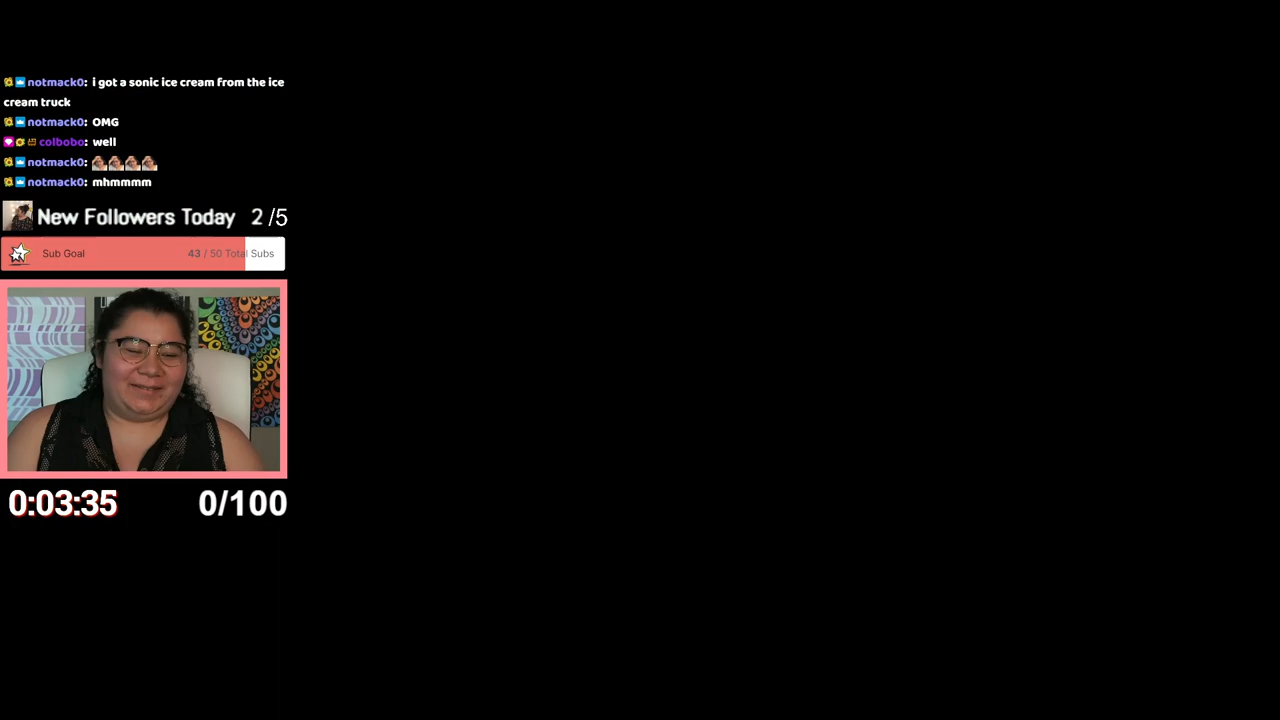 notmack0: i got a sonic ice cream from the ice
cream truck
notmack0: OMG
colbobo: well
notmack0:
notmack0: mhmmmm
New Followers Today 2 /5
Sub Goal 43 / 50 Total Subs
0:03:35 0/100